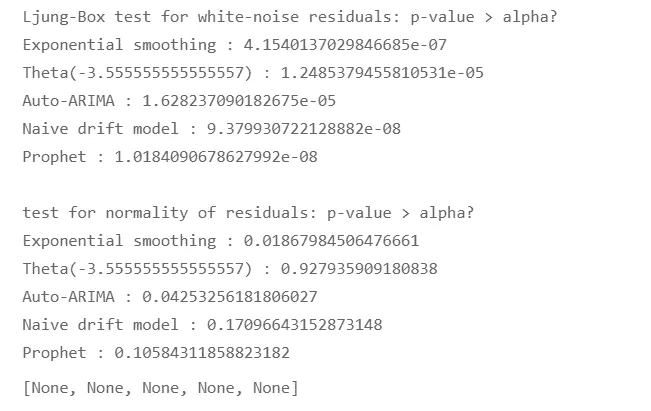 Ljung-Box test for white-noise residuals: p-value > alpha?
Exponential smoothing : 4.1540137029846685e-07
Theta(-3.555555555555557) : 1.2485379455810531e-05
Auto-ARIMA : 1.628237090182675e-05
Naive drift model : 9.379930722128882e-08
Prophet : 1.0184090678627992e-08
test for normality of residuals: p-value > alpha?
Exponential smoothing : 0.01867984506476661
Theta(-3.555555555555557) : 0.927935909180838
Auto-ARIMA : 0.04253256181806027
Naive drift model : 0.17096643152873148
Prophet : 0.10584311858823182
[None, None, None, None, None]